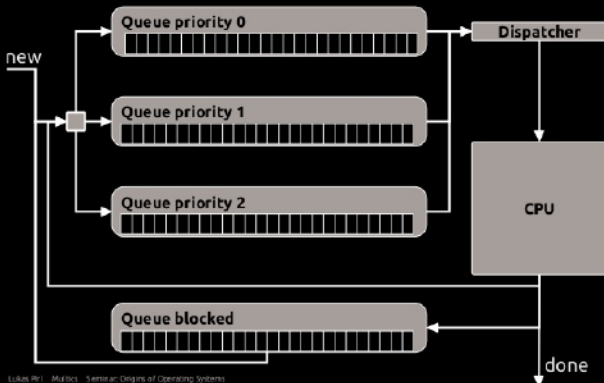 Queue priority 0
Dispatcher
new
Queue priority 1
Queue priority 2
CPU
Queue blocked
done
Lukas Pirl Multics Seminar: Origins of Operating Systems